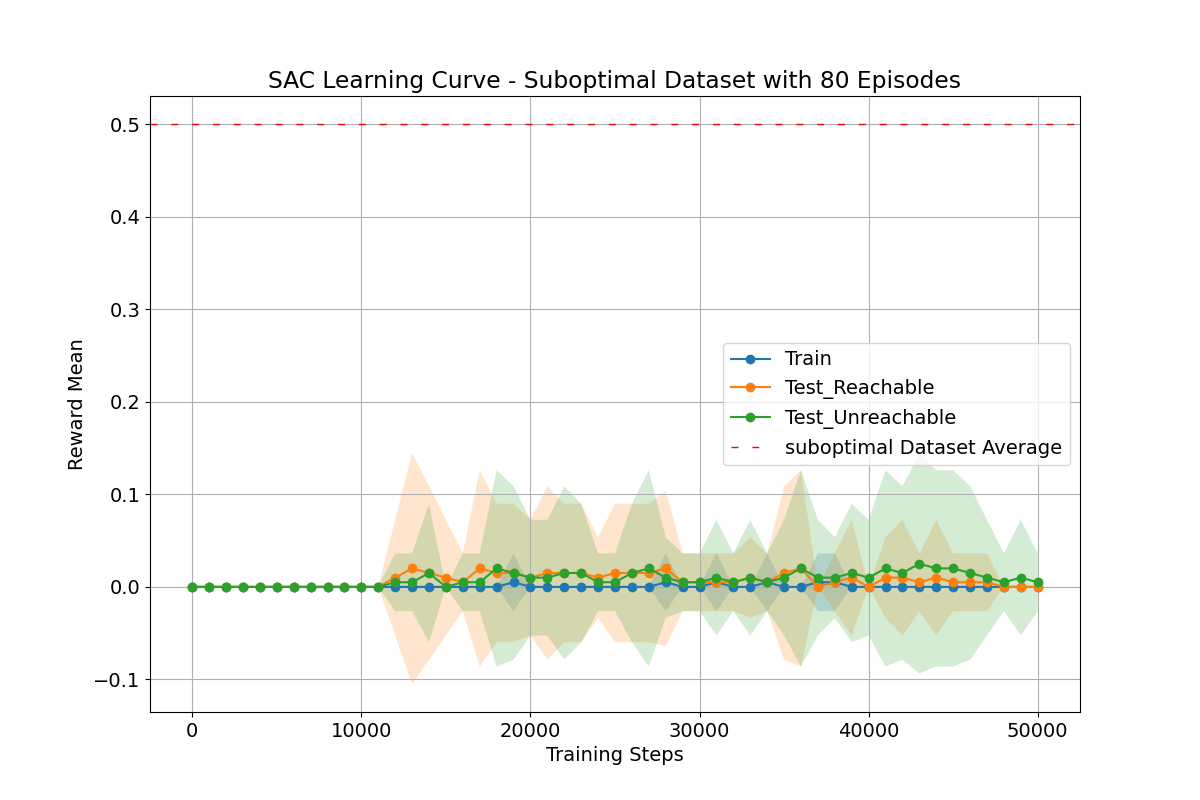 SAC Learning Curve - Suboptimal Dataset with 80 Episodes
Reward Mean
0.5
0.4
0.3
0.2
0.1
0.0
−0.1
Train
Test_Reachable
Test_Unreachable
suboptimal Dataset Average
0 10000 20000 30000 40000 50000
Training Steps